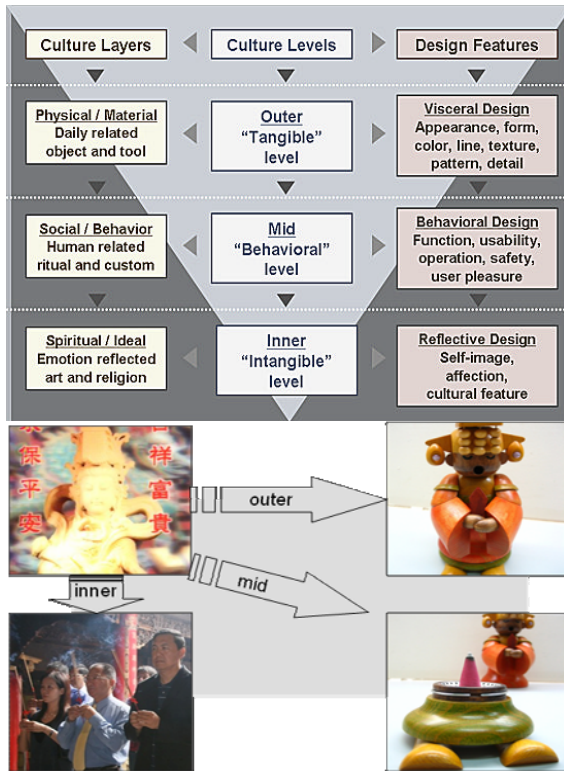 Culture Layers
Culture Levels
Design Features
Physical / Material
Daily related
object and tool
Outer
“Tangible”
level
Visceral Design
Appearance, form,
color, line, texture,
pattern, detail
Social / Behavior
Human related
ritual and custom
Mid
“Behavioral”
level
Behavioral Design
Function, usability,
operation, safety,
user pleasure
Spiritual / Ideal
Emotion reflected
art and religion
Inner
“Intangible”
level
Reflective Design
Self-image,
affection,
cultural feature
吉祥富貴
保平安
outer
mid
inner